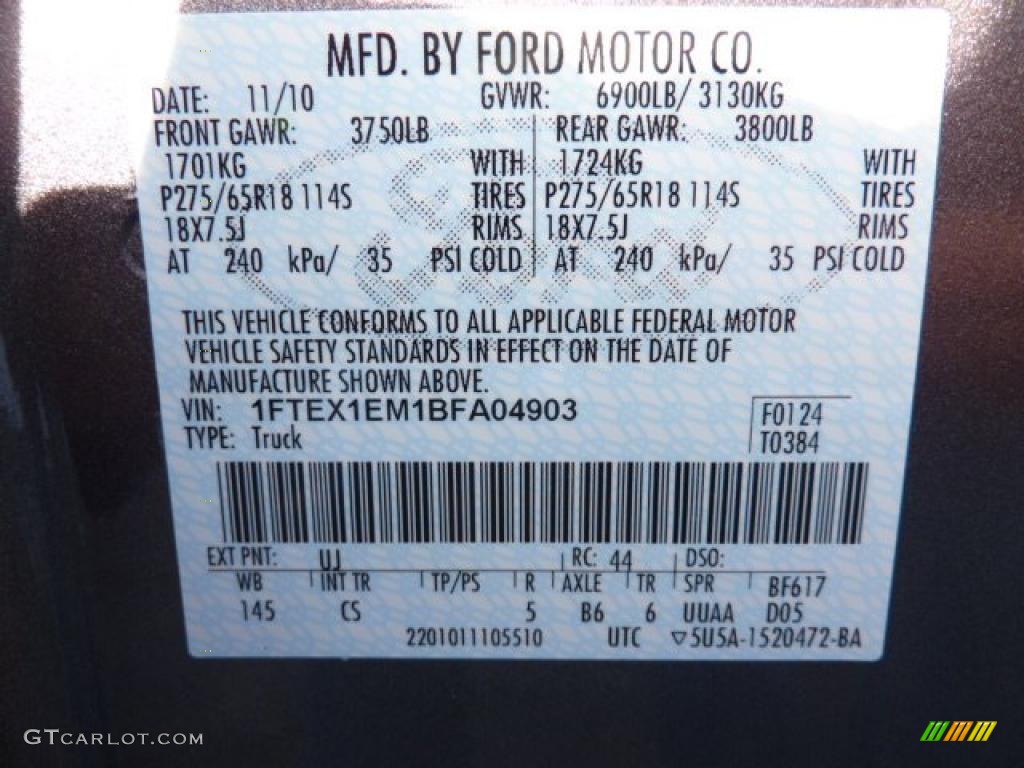 MFD. BY FORD MOTOR CO.
DATE: 11/10 GVWR: 6900LB/ 3130KG
FRONT GAWR: 3750LB REAR GAWR: 3800LB
1701KG WITH 1724KG WITH
P275/65R18 114S TIRES P275/65R18 114S TIRES
18X7.5J RIMS 18X7.5J RIMS
AT 240 kPa/ 35 PSI COLD AT 240 kPa/ 35 PSI COLD
THIS VEHICLE CONFORMS TO ALL APPLICABLE FEDERAL MOTOR
VEHICLE SAFETY STANDARDS IN EFFECT ON THE DATE OF
MANUFACTURE SHOWN ABOVE.
VIN: 1FTEX1EM1BFA04903 F0124
TYPE: Truck T0384
EXT PNT: UJ RC: 44 DSO:
WB INT TR TP/PS R AXLE TR SPR BF617
145 CS 5 B6 6 UUAA D05
2201011105510 UTC ▽5U5A-1520472-BA
GTCARLOT.COM